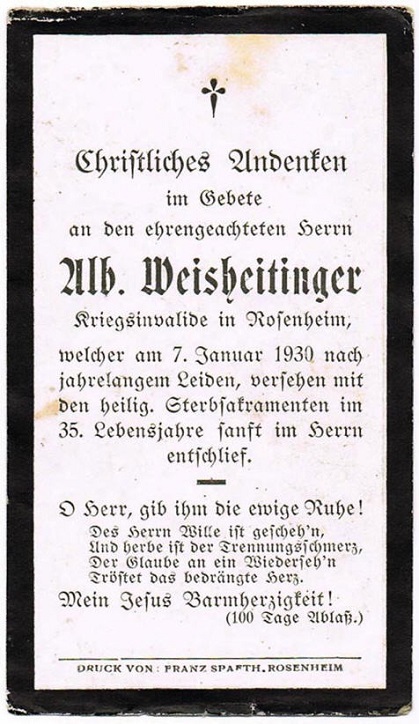 Christliches Andenken
im Gebete
an den ehrengeachteten Herrn
Alb. Weisheitinger
Kriegsinvalide in Rosenheim,
welcher am 7. Januar 1930 nach
jahrelangem Leiden, versehen mit
den heilig. Sterbsakramenten im
35. Lebensjahre sanft im Herrn
entschlief.
O Herr, gib ihm die ewige Ruhe!
Des Herrn Wille ist gescheh'n,
Und herbe ist der Trennungsschmerz,
Der Glaube an ein Wiederseh'n
Tröstet das bedrängte Herz.
Mein Jesus Barmherzigkeit!
(100 Tage Ablaß.)
DRUCK VON: FRANZ SPAETH, ROSENHEIM